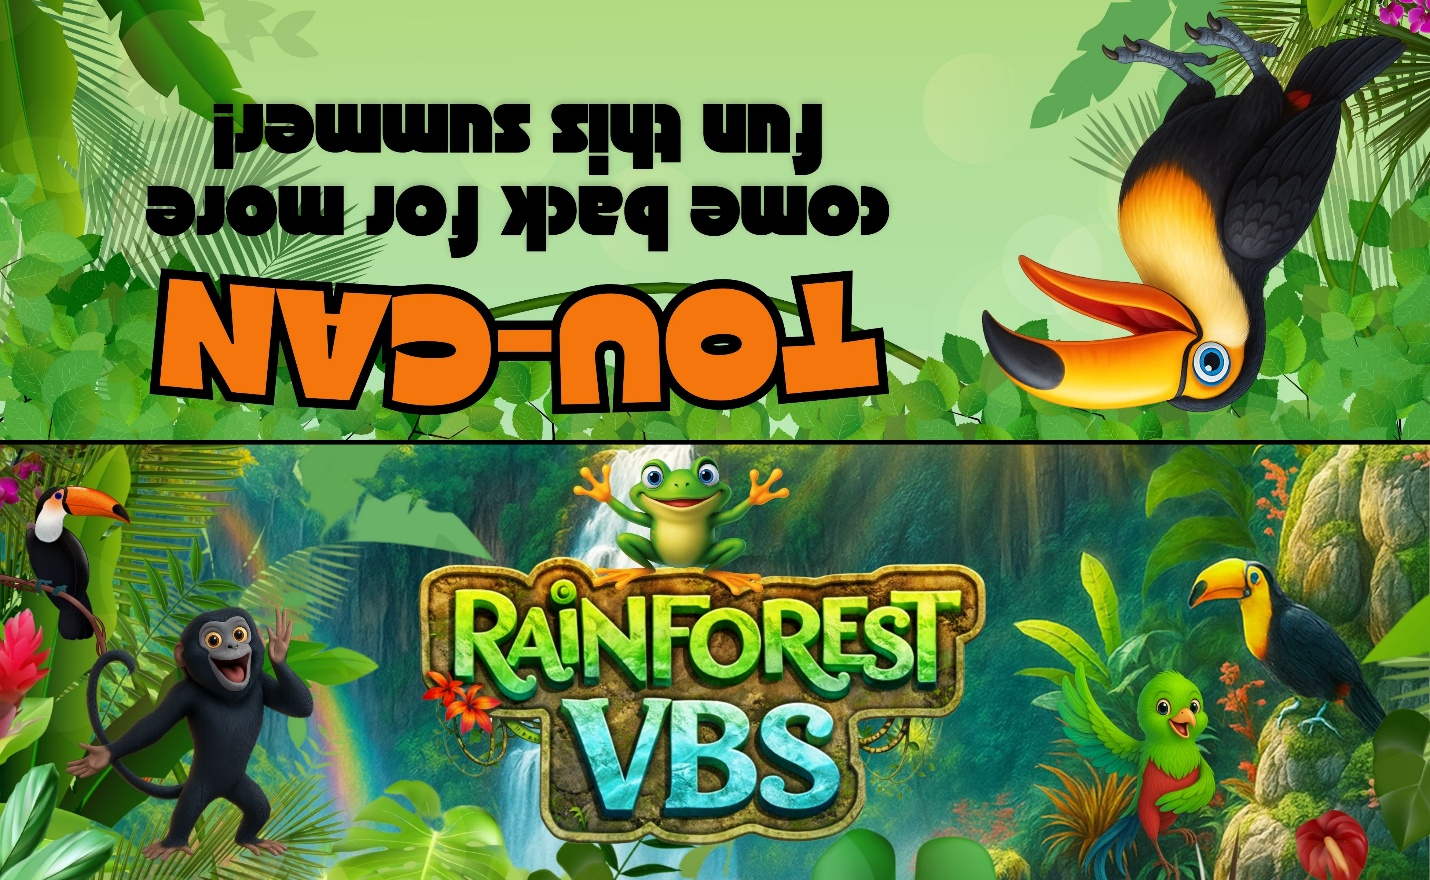 TOU-CAN
come back for more
fun this summer!
RAiNFOREST
VBS